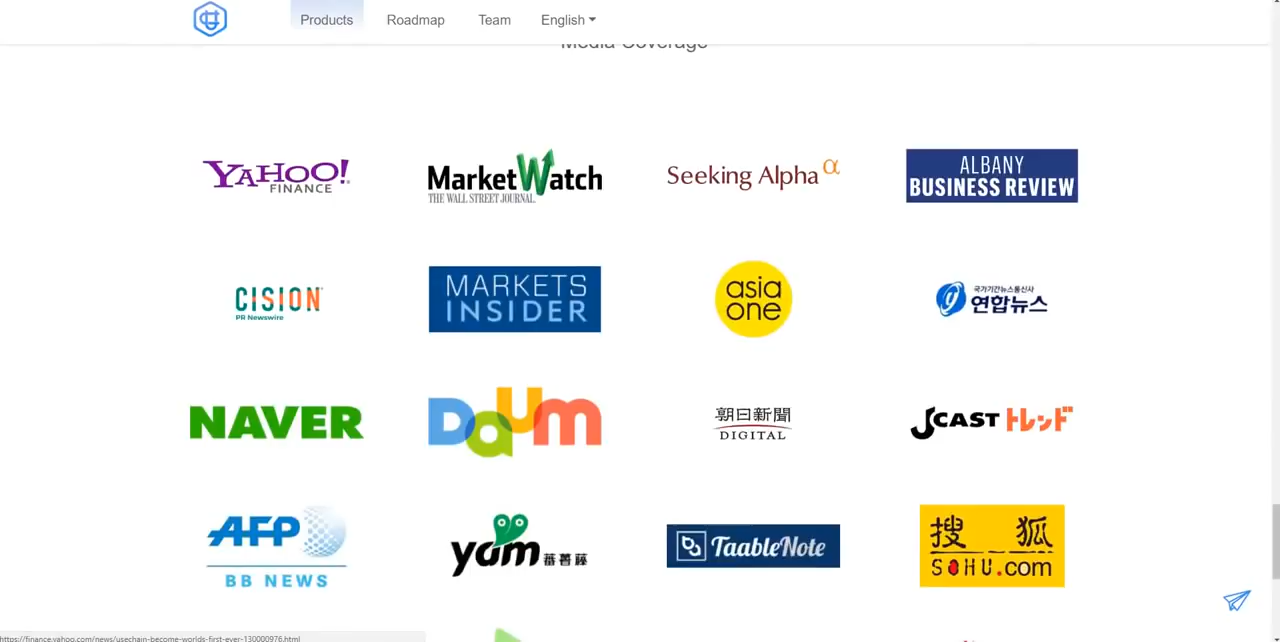 Products Roadmap Team English
Media Coverage
YAHOO!
FINANCE
MarketWatch
THE WALL STREET JOURNAL.
Seeking Alpha α
ALBANY
BUSINESS REVIEW
CISION
PR Newswire
MARKETS
INSIDER
asia
one
국가기간뉴스통신사
연합뉴스
NAVER
Daum
朝日新聞
DIGITAL
JCAST トレンド
AFP
BB NEWS
yam 蕃薯藤
TaableNote
搜狐
SOHU.com
https://finance.yahoo.com/news/usechain-become-worlds-first-ever-130000976.html